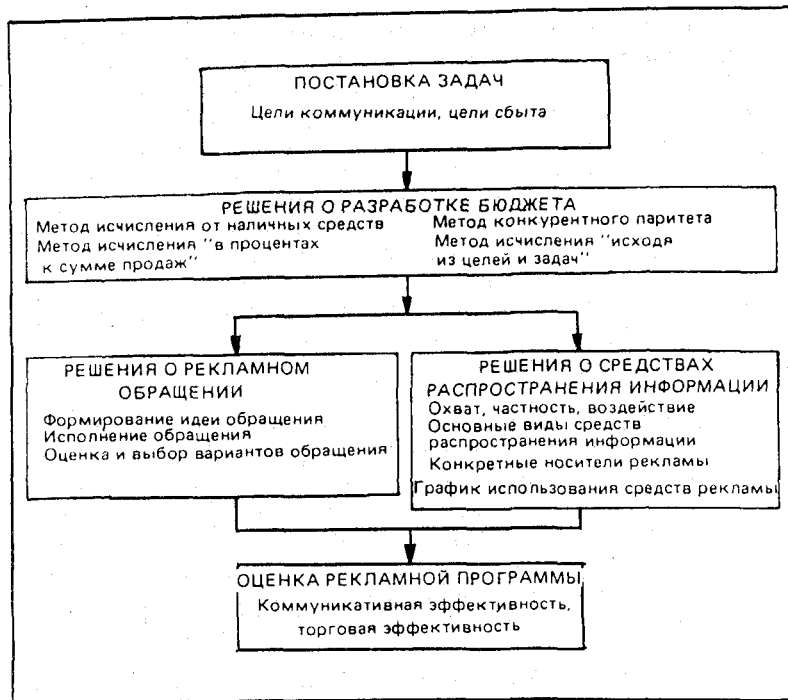 ПОСТАНОВКА ЗАДАЧ
Цели коммуникации, цели сбыта
РЕШЕНИЯ О РАЗРАБОТКЕ БЮДЖЕТА
Метод исчисления от наличных средств
Метод исчисления "в процентах
к сумме продаж"
Метод конкурентного паритета
Метод исчисления "исходя
из целей и задач"
РЕШЕНИЯ О РЕКЛАМНОМ
ОБРАЩЕНИИ
Формирование идеи обращения
Исполнение обращения
Оценка и выбор вариантов обращения
РЕШЕНИЯ О СРЕДСТВАХ
РАСПРОСТРАНЕНИЯ ИНФОРМАЦИИ
Охват, частность, воздействие
Основные виды средств
распространения информации
Конкретные носители рекламы
График использования средств рекламы
ОЦЕНКА РЕКЛАМНОЙ ПРОГРАММЫ
Коммуникативная эффективность,
торговая эффективность